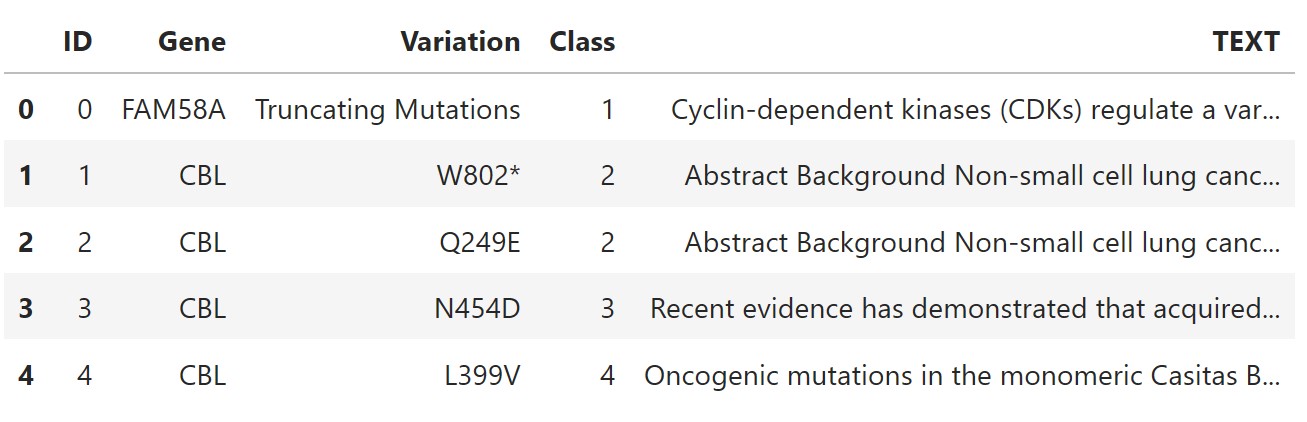 ID Gene Variation Class TEXT
0 0 FAM58A Truncating Mutations 1 Cyclin-dependent kinases (CDKs) regulate a var...
1 1 CBL W802* 2 Abstract Background Non-small cell lung canc...
2 2 CBL Q249E 2 Abstract Background Non-small cell lung canc...
3 3 CBL N454D 3 Recent evidence has demonstrated that acquired...
4 4 CBL L399V 4 Oncogenic mutations in the monomeric Casitas B...